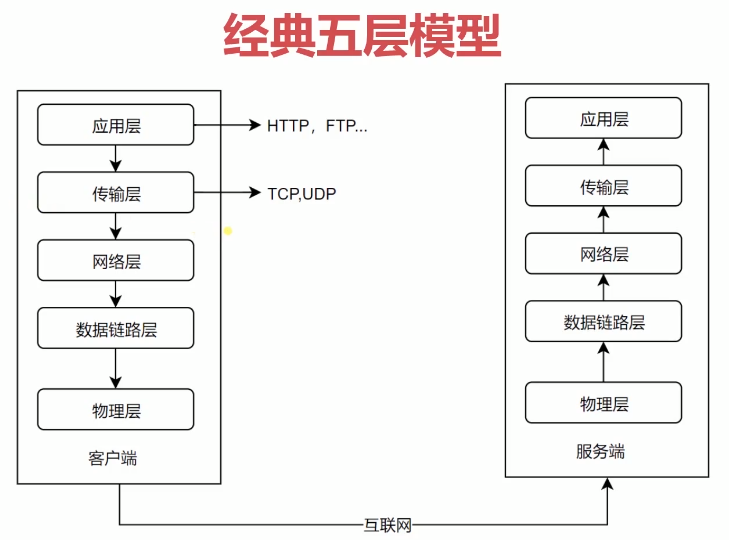 经典五层模型
应用层
HTTP，FTP...
传输层
TCP,UDP
网络层
数据链路层
物理层
客户端
应用层
传输层
网络层
数据链路层
物理层
服务端
互联网